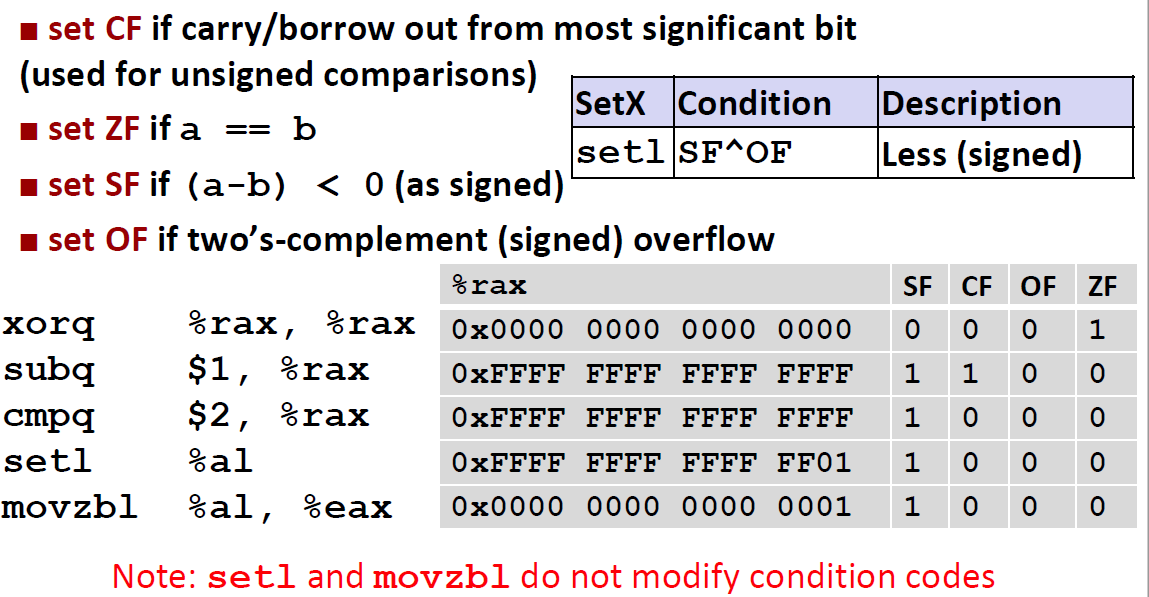 ■ set CF if carry/borrow out from most significant bit
(used for unsigned comparisons)
■ set ZF if a == b
■ set SF if (a-b) < 0 (as signed)
■ set OF if two's-complement (signed) overflow
SetX Condition Description
setl SF^OF Less (signed)
%rax SF CF OF ZF
xorq %rax, %rax 0x0000 0000 0000 0000 0 0 0 1
subq $1, %rax 0xFFFF FFFF FFFF FFFF 1 1 0 0
cmpq $2, %rax 0xFFFF FFFF FFFF FFFF 1 0 0 0
setl %al 0xFFFF FFFF FFFF FF01 1 0 0 0
movzbl %al, %eax 0x0000 0000 0000 0001 1 0 0 0
Note: setl and movzbl do not modify condition codes